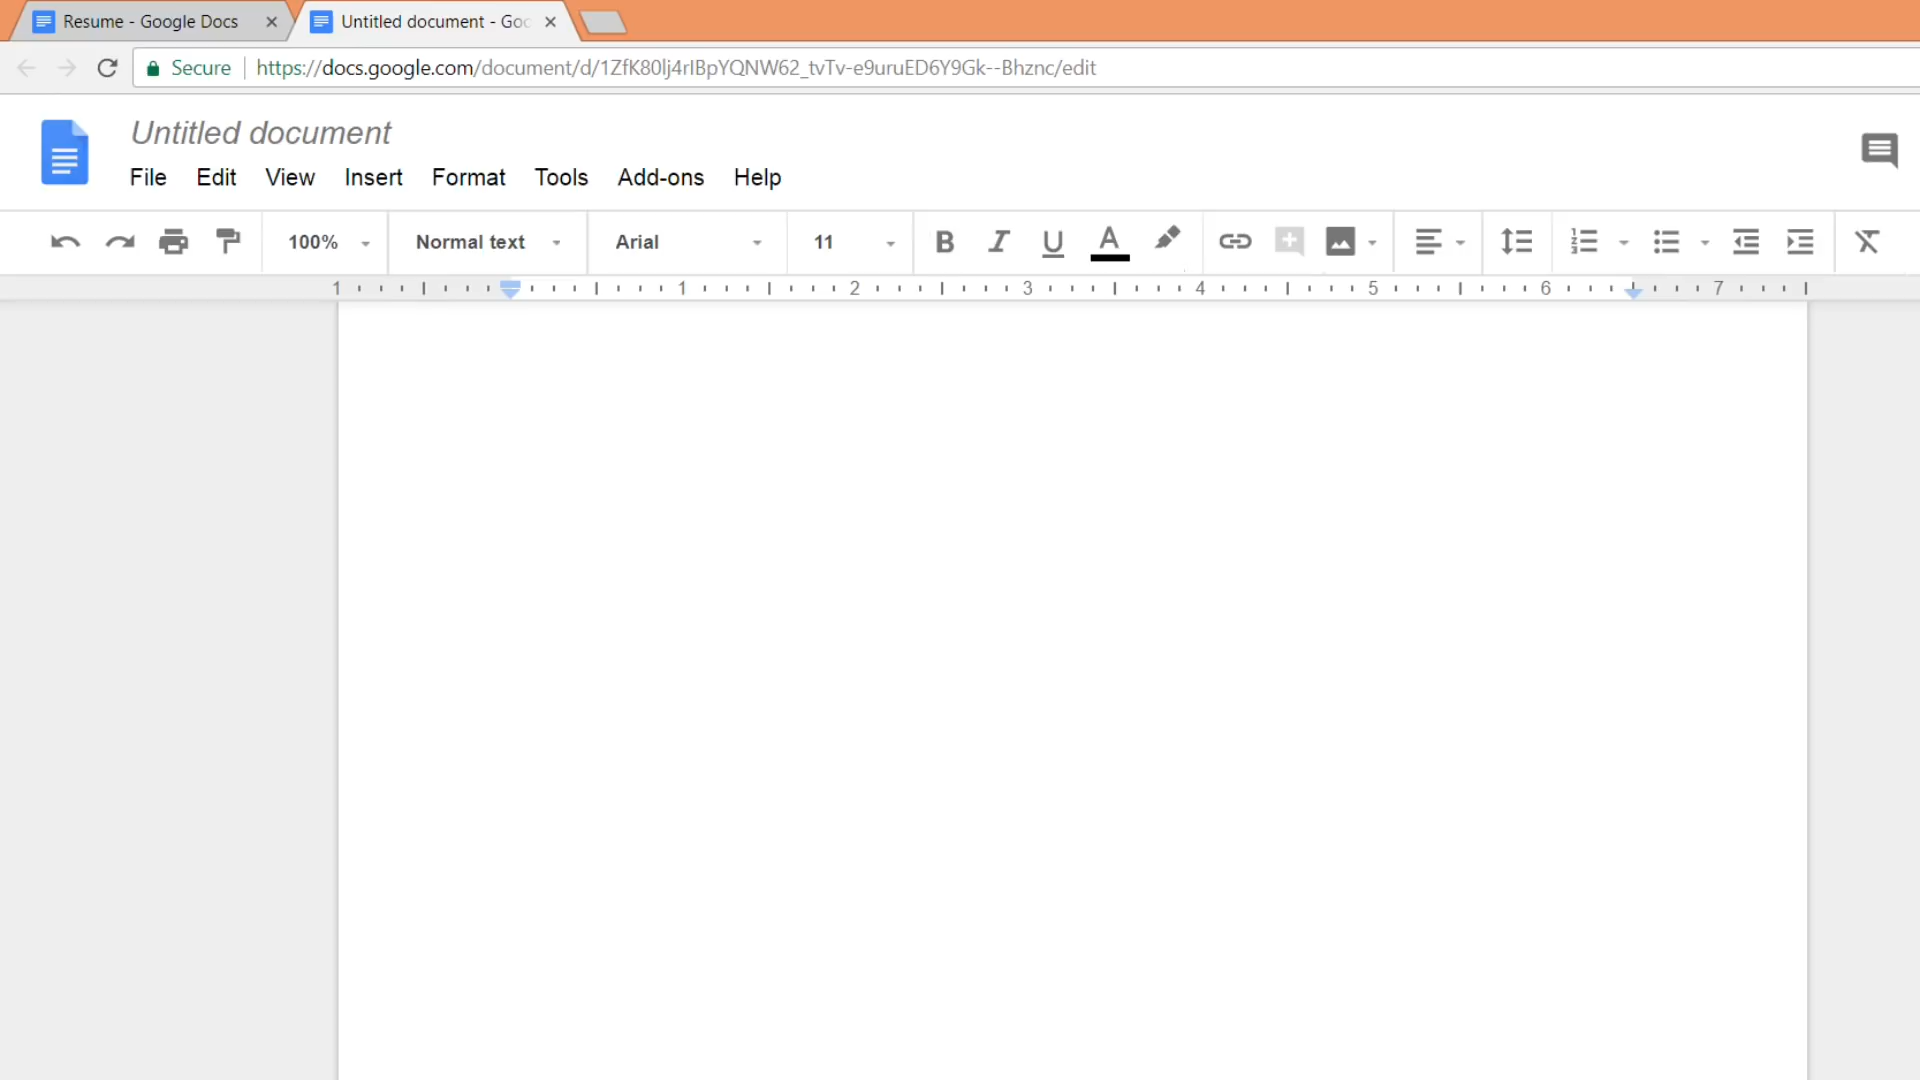 Resume - Google Docs
Untitled document - Goo
Secure https://docs.google.com/document/d/1ZfK80lj4rIBpYQNW62_tvTv-e9uruED6Y9Gk--Bhznc/edit
Untitled document
File Edit View Insert Format Tools Add-ons Help
100% Normal text Arial 11 B I U A
1 1 2 3 4 5 6 7